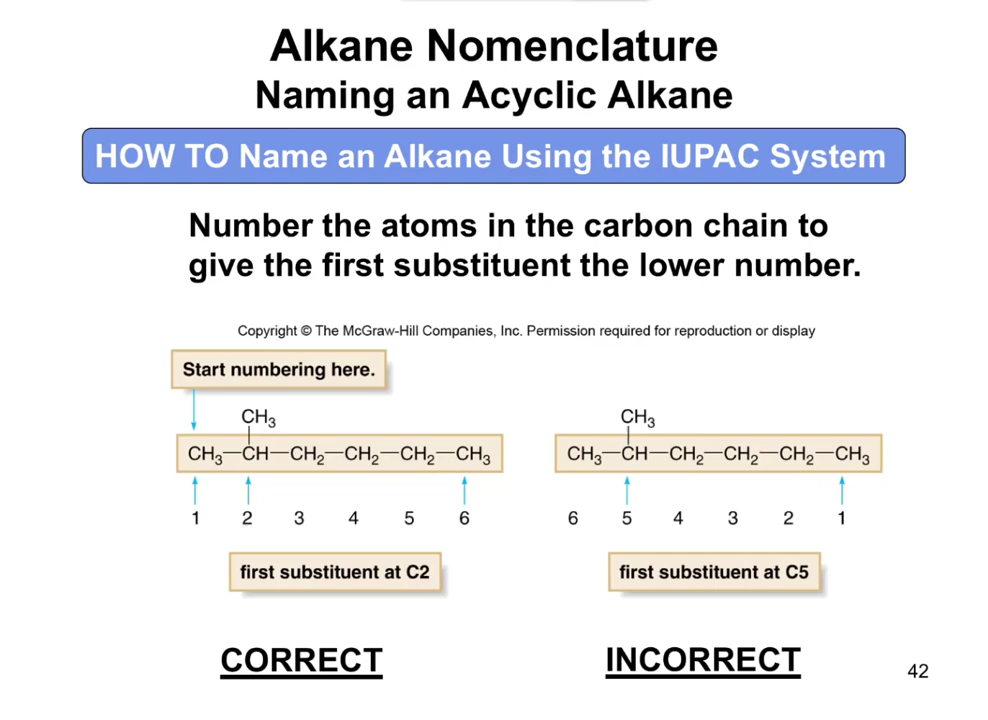 Alkane Nomenclature
Naming an Acyclic Alkane
HOW TO Name an Alkane Using the IUPAC System
Number the atoms in the carbon chain to
give the first substituent the lower number.
Copyright © The McGraw-Hill Companies, Inc. Permission required for reproduction or display
Start numbering here.
CH₃
CH₃—CH—CH₂—CH₂—CH₂—CH₃
1 2 3 4 5 6
first substituent at C2
CORRECT
CH₃
CH₃—CH—CH₂—CH₂—CH₂—CH₃
6 5 4 3 2 1
first substituent at C5
INCORRECT
42